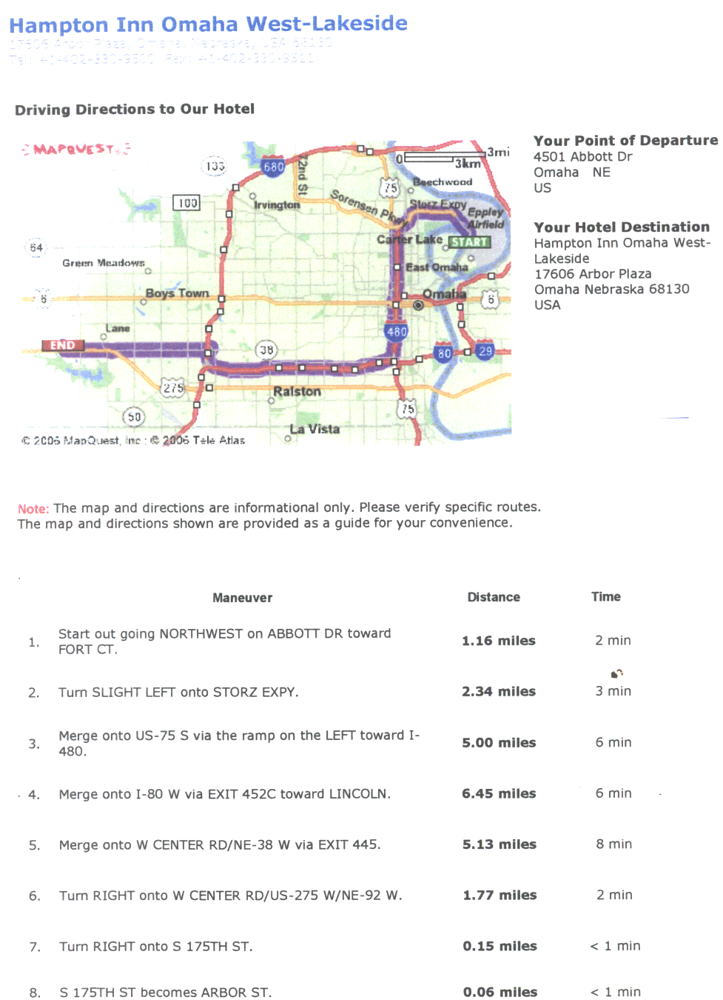 Hampton Inn Omaha West-Lakeside
17606 Arbor Plaza, Omaha, Nebraska, USA 68130
Tel: +1-402-330-9500 Fax: +1-402-330-9511
Driving Directions to Our Hotel
MAPQUEST
133
680
72nd St
3mi
0
3km
75
Beechwood
100
Irvington
Sorensen Pkwy
Storz Expy
Eppley
Airfield
64
Carter Lake
START
Green Meadows
East Omaha
6
Boys Town
Omaha
6
Lane
480
END
38
80
29
275
Ralston
75
50
La Vista
© 2006 MapQuest, Inc.; © 2006 Tele Atlas
Your Point of Departure
4501 Abbott Dr
Omaha NE
US
Your Hotel Destination
Hampton Inn Omaha West-
Lakeside
17606 Arbor Plaza
Omaha Nebraska 68130
USA
Note: The map and directions are informational only. Please verify specific routes.
The map and directions shown are provided as a guide for your convenience.
Maneuver Distance Time
1. Start out going NORTHWEST on ABBOTT DR toward
FORT CT. 1.16 miles 2 min
2. Turn SLIGHT LEFT onto STORZ EXPY. 2.34 miles 3 min
3. Merge onto US-75 S via the ramp on the LEFT toward I-
480. 5.00 miles 6 min
4. Merge onto I-80 W via EXIT 452C toward LINCOLN. 6.45 miles 6 min
5. Merge onto W CENTER RD/NE-38 W via EXIT 445. 5.13 miles 8 min
6. Turn RIGHT onto W CENTER RD/US-275 W/NE-92 W. 1.77 miles 2 min
7. Turn RIGHT onto S 175TH ST. 0.15 miles < 1 min
8. S 175TH ST becomes ARBOR ST. 0.06 miles < 1 min